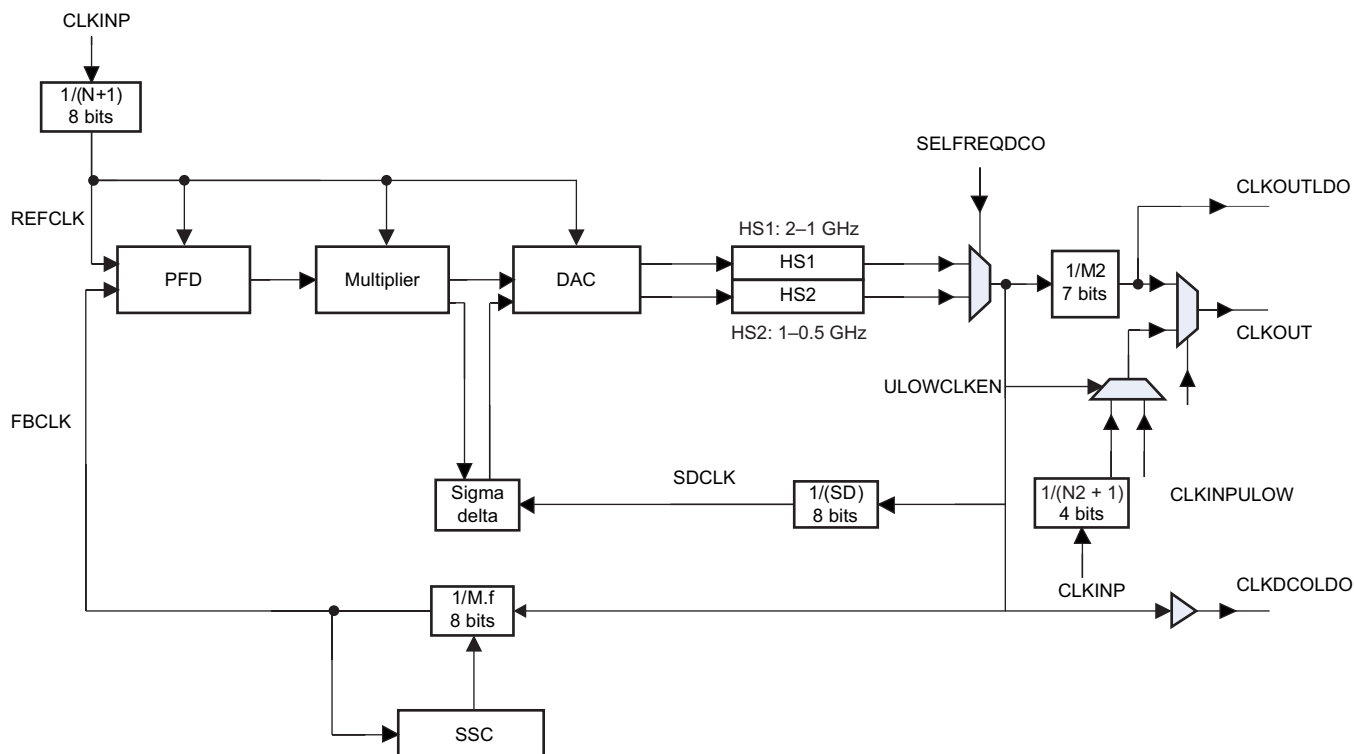 CLKINP
1/(N+1)
8 bits
SELFREQDCO
CLKOUTLDO
REFCLK
HS1: 2–1 GHz
PFD
Multiplier
DAC
HS1
HS2
1/M2
7 bits
HS2: 1–0.5 GHz
CLKOUT
ULOWCLKEN
FBCLK
SDCLK
Sigma
delta
1/(SD)
8 bits
1/(N2 + 1)
4 bits
CLKINPULOW
CLKINP
CLKDCOLDO
1/M.f
8 bits
SSC